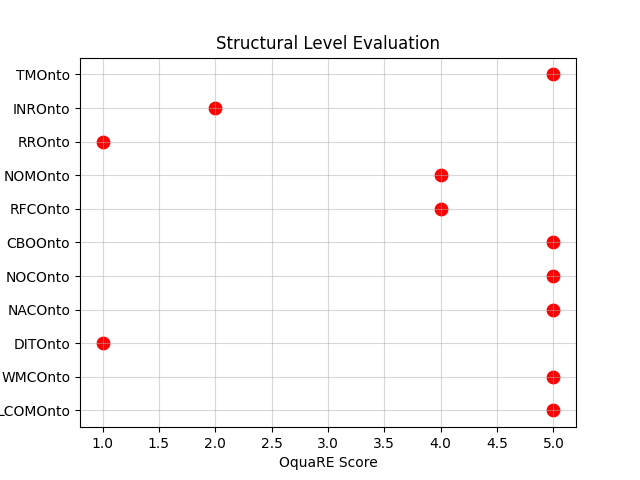 Structural Level Evaluation
TMOnto
INROnto
RROnto
NOMOnto
RFCOnto
CBOOnto
NOCOnto
NACOnto
DITOnto
WMCOnto
LCOMOnto
1.0 1.5 2.0 2.5 3.0 3.5 4.0 4.5 5.0
OquaRE Score